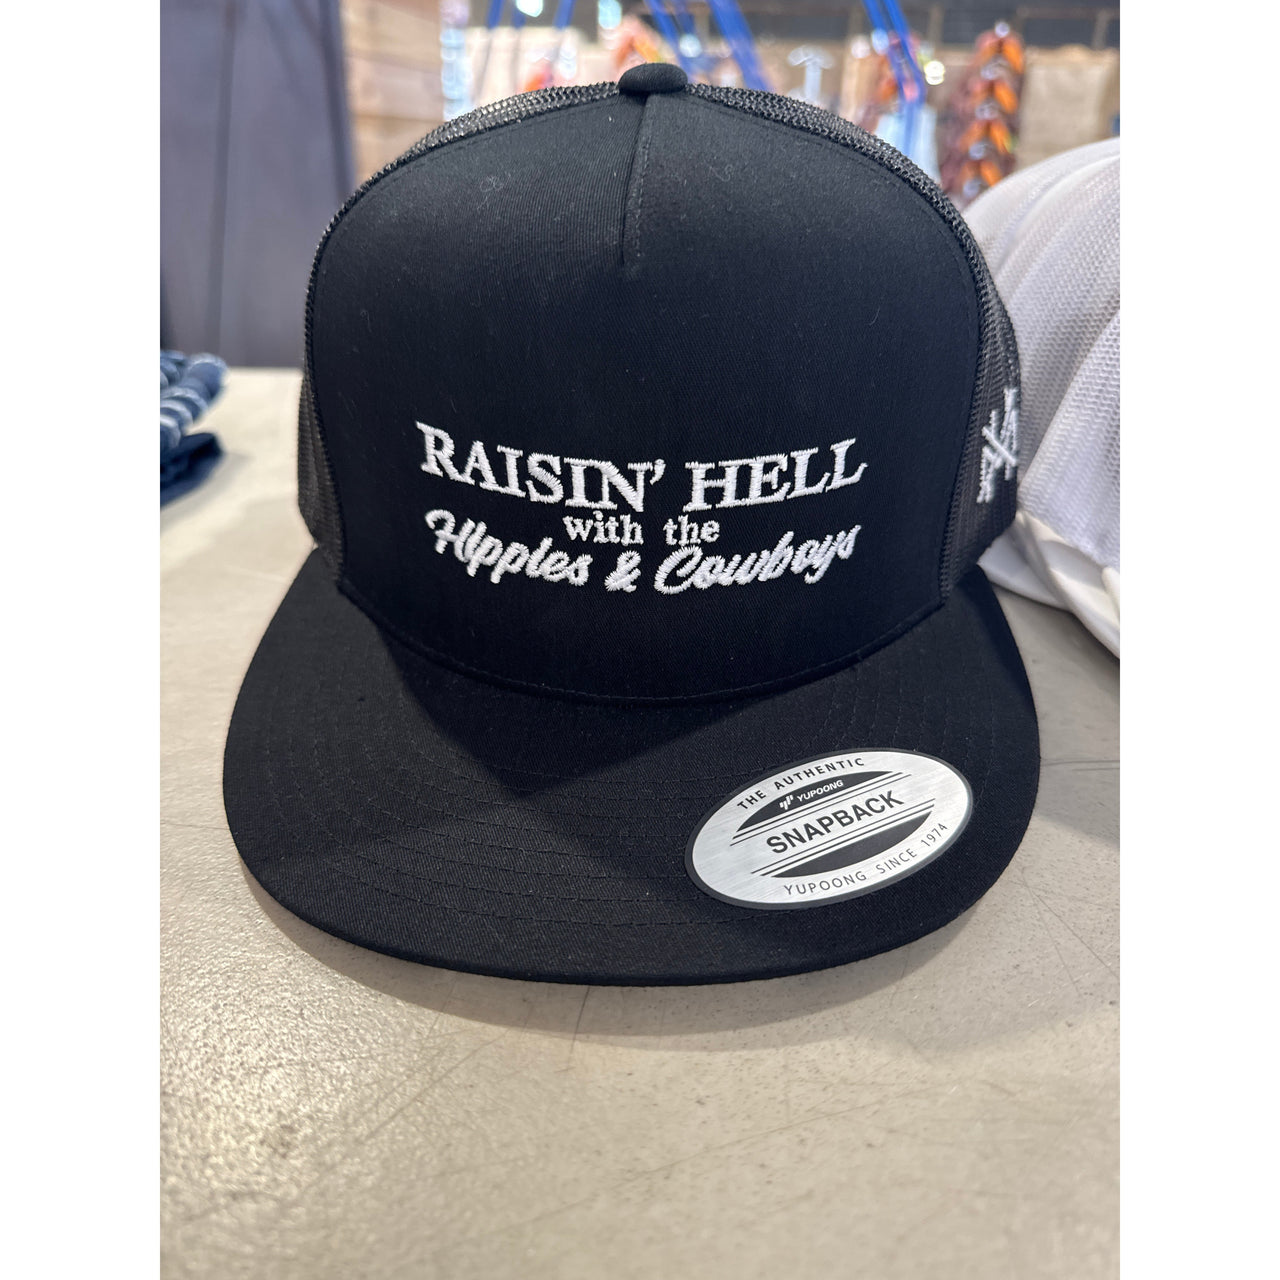 RAISIN' HELL
with the
Hippies & Cowboys
THE AUTHENTIC
YUPOONG
SNAPBACK
YUPOONG SINCE 1974